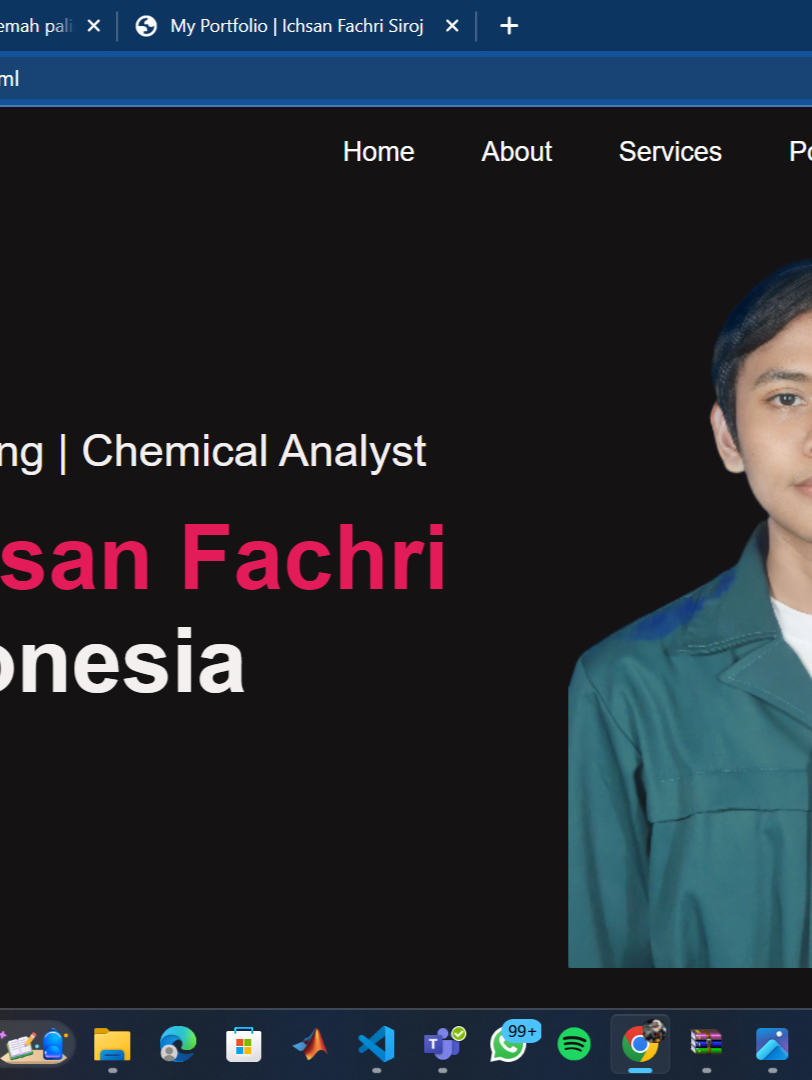 emah pali
My Portfolio | Ichsan Fachri Siroj
ml
Home About Services Po
ng | Chemical Analyst
san Fachri
onesia
T
99+